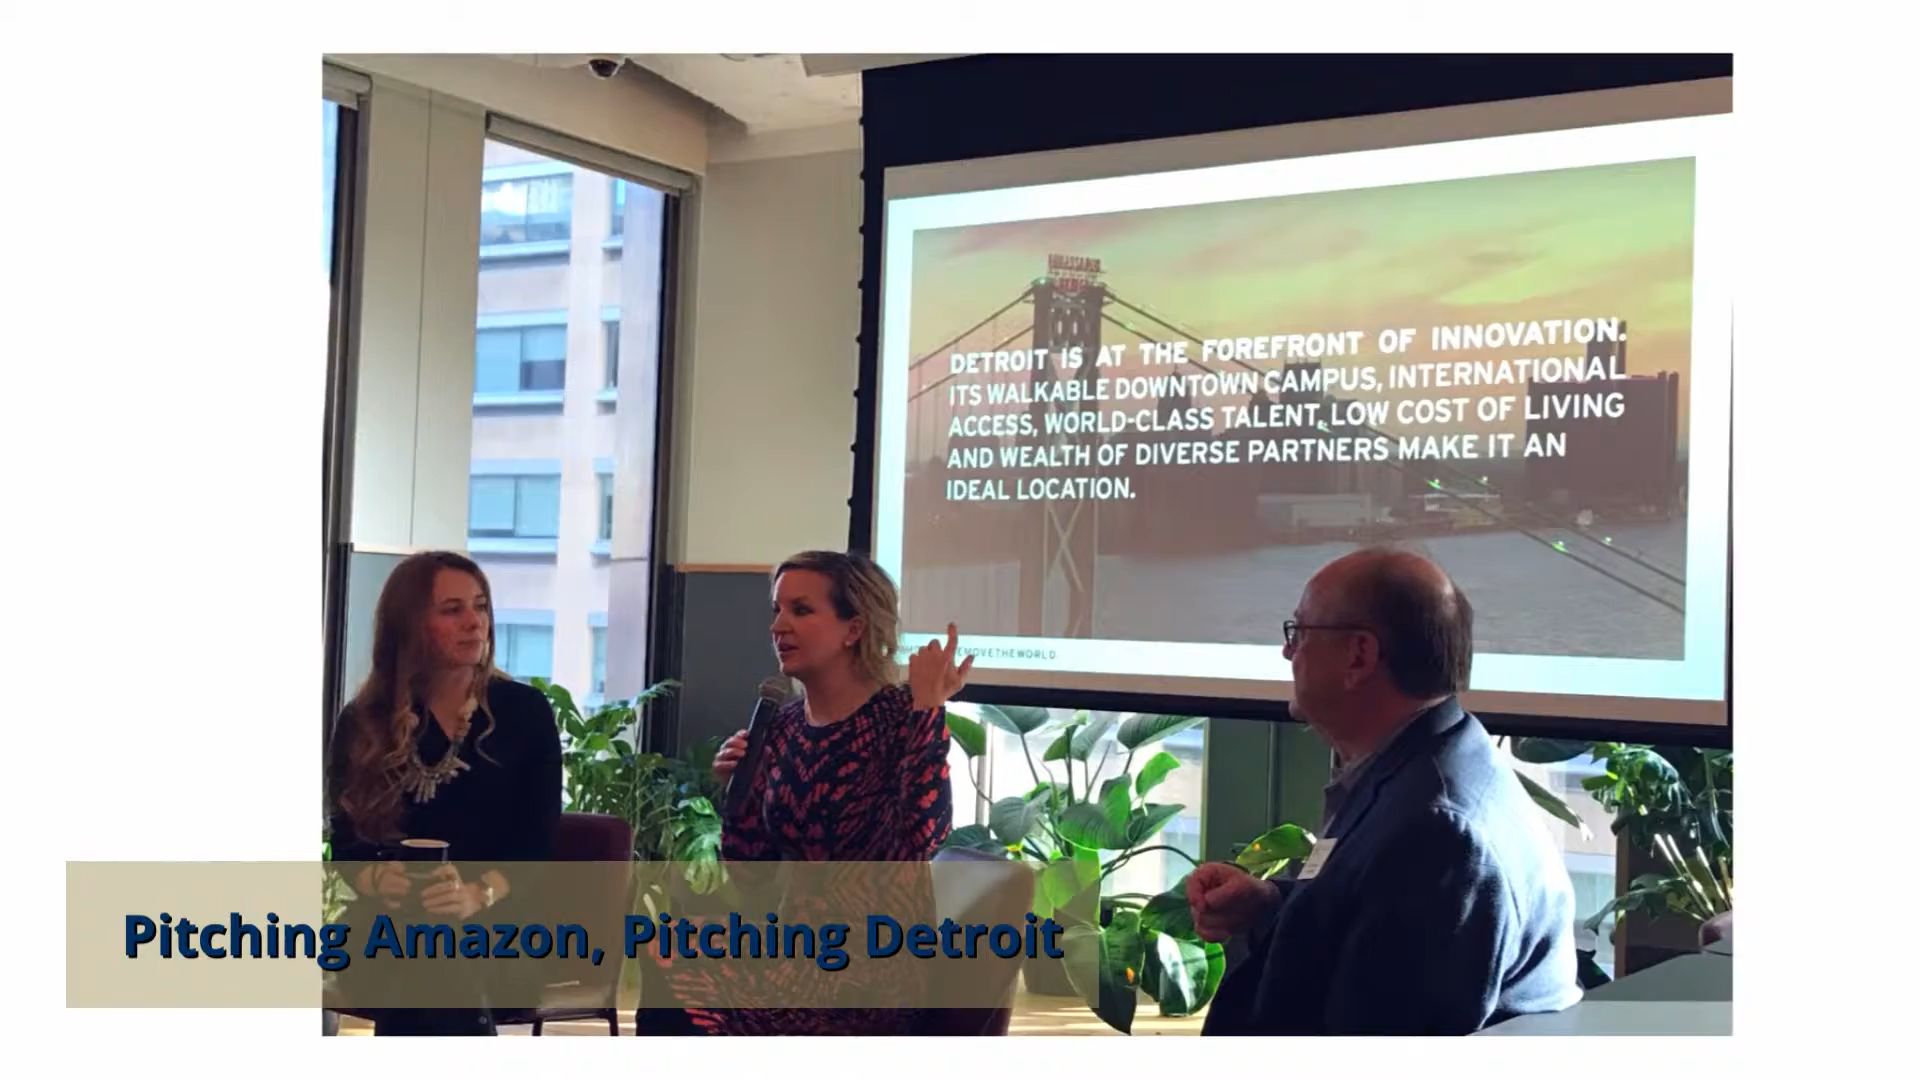 DETROIT IS AT THE FOREFRONT OF INNOVATION.
ITS WALKABLE DOWNTOWN CAMPUS, INTERNATIONAL
ACCESS, WORLD-CLASS TALENT, LOW COST OF LIVING
AND WEALTH OF DIVERSE PARTNERS MAKE IT AN
IDEAL LOCATION.
Pitching Amazon, Pitching Detroit